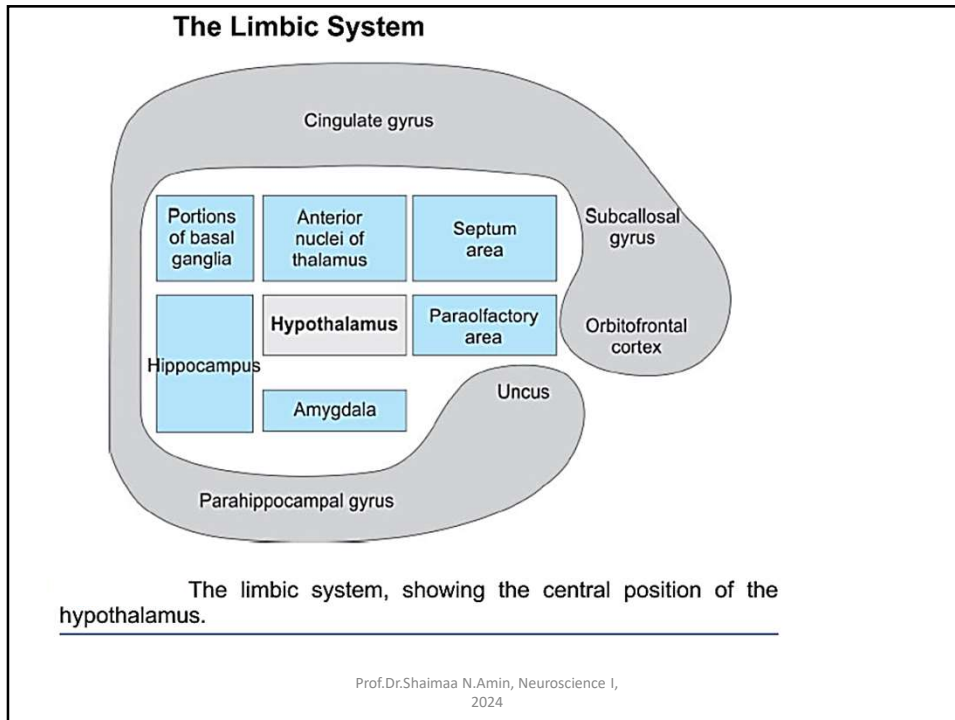 The Limbic System
Cingulate gyrus
Portions
of basal
ganglia
Anterior
nuclei of
thalamus
Septum
area
Subcallosal
gyrus
Hippocampus
Hypothalamus
Paraolfactory
area
Orbitofrontal
cortex
Amygdala
Uncus
Parahippocampal gyrus
The limbic system, showing the central position of the
hypothalamus.
Prof.Dr.Shaimaa N.Amin, Neuroscience I,
2024